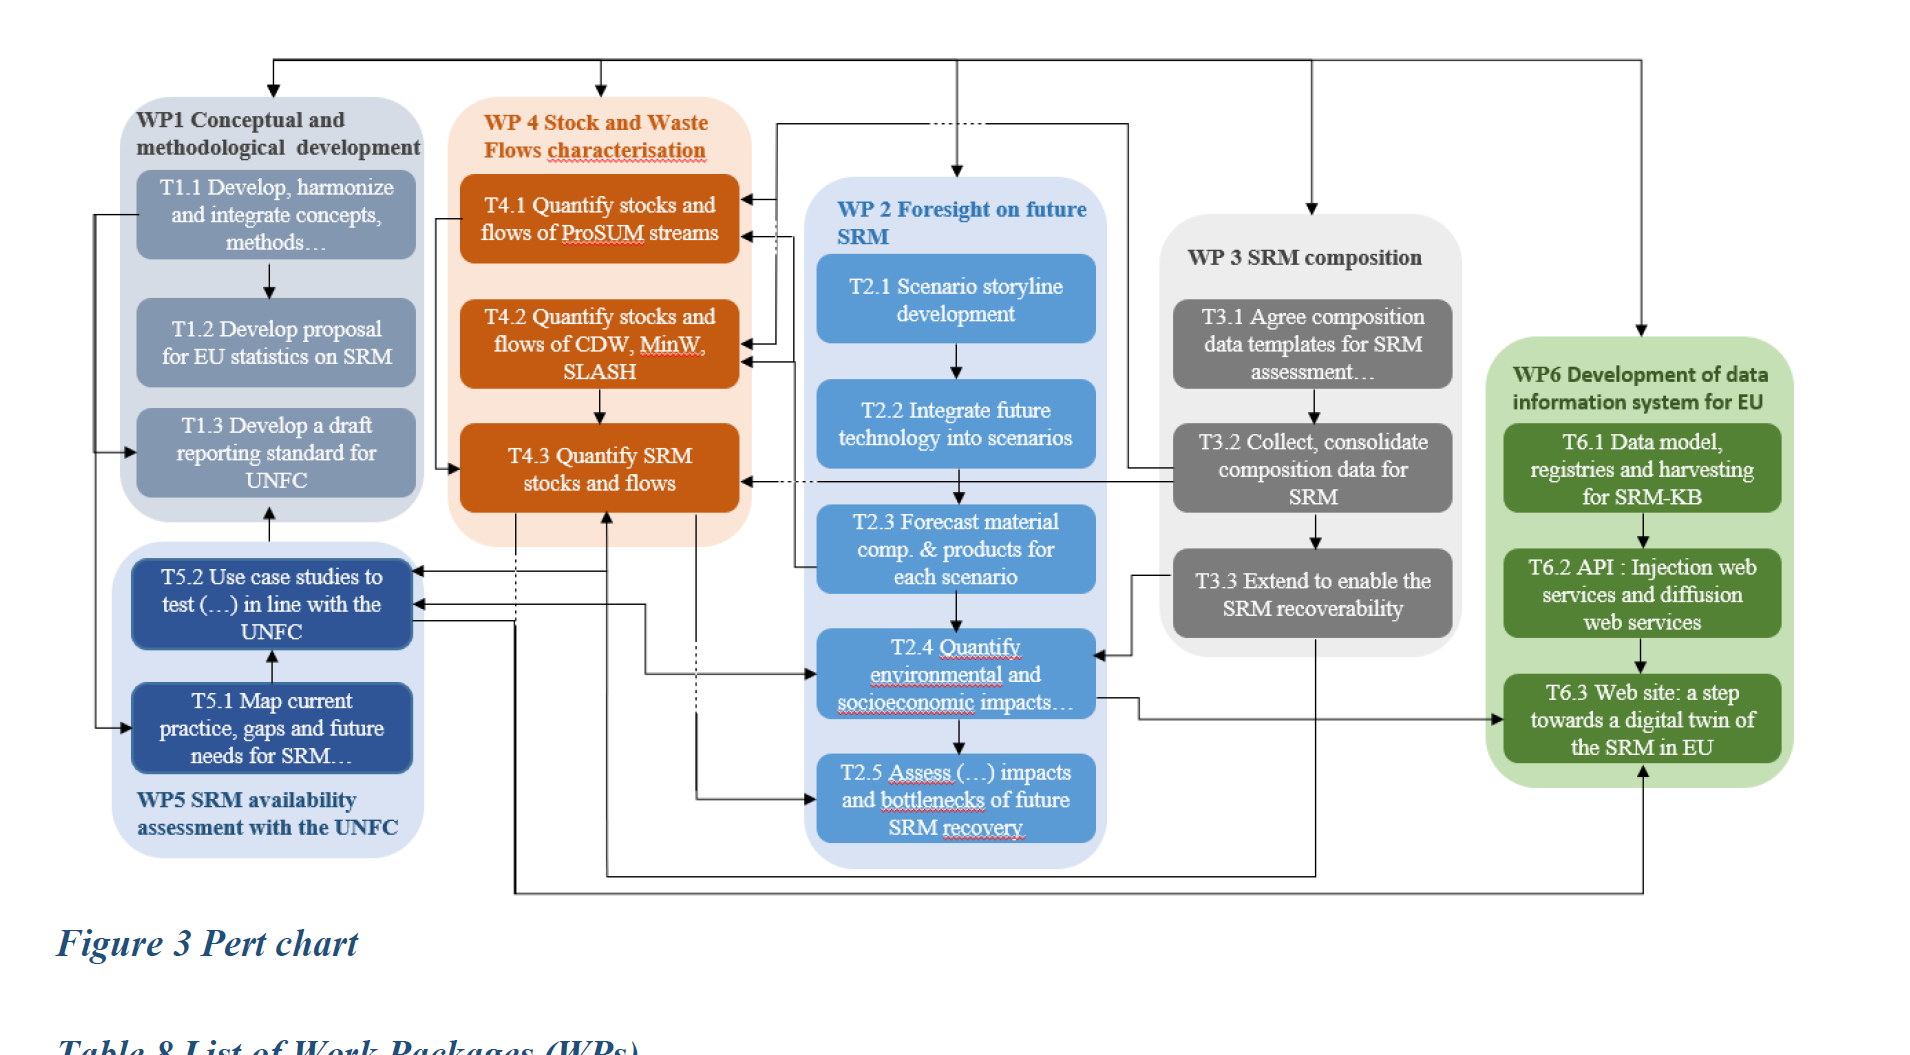 WP1 Conceptual and
methodological development
T1.1 Develop, harmonize
and integrate concepts,
methods…
T1.2 Develop proposal
for EU statistics on SRM
T1.3 Develop a draft
reporting standard for
UNFC
T5.2 Use case studies to
test (…) in line with the
UNFC
T5.1 Map current
practice, gaps and future
needs for SRM…
WP5 SRM availability
assessment with the UNFC
WP 4 Stock and Waste
Flows characterisation
T4.1 Quantify stocks and
flows of ProSUM streams
T4.2 Quantify stocks and
flows of CDW, MinW,
SLASH
T4.3 Quantify SRM
stocks and flows
WP 2 Foresight on future
SRM
T2.1 Scenario storyline
development
T2.2 Integrate future
technology into scenarios
T2.3 Forecast material
comp. & products for
each scenario
T2.4 Quantify
environmental and
socioeconomic impacts…
T2.5 Assess (…) impacts
and bottlenecks of future
SRM recovery
WP 3 SRM composition
T3.1 Agree composition
data templates for SRM
assessment…
T3.2 Collect, consolidate
composition data for
SRM
T3.3 Extend to enable the
SRM recoverability
WP6 Development of data
information system for EU
T6.1 Data model,
registries and harvesting
for SRM-KB
T6.2 API : Injection web
services and diffusion
web services
T6.3 Web site: a step
towards a digital twin of
the SRM in EU
Figure 3 Pert chart
Table 8 List of Work Packages (WPs)